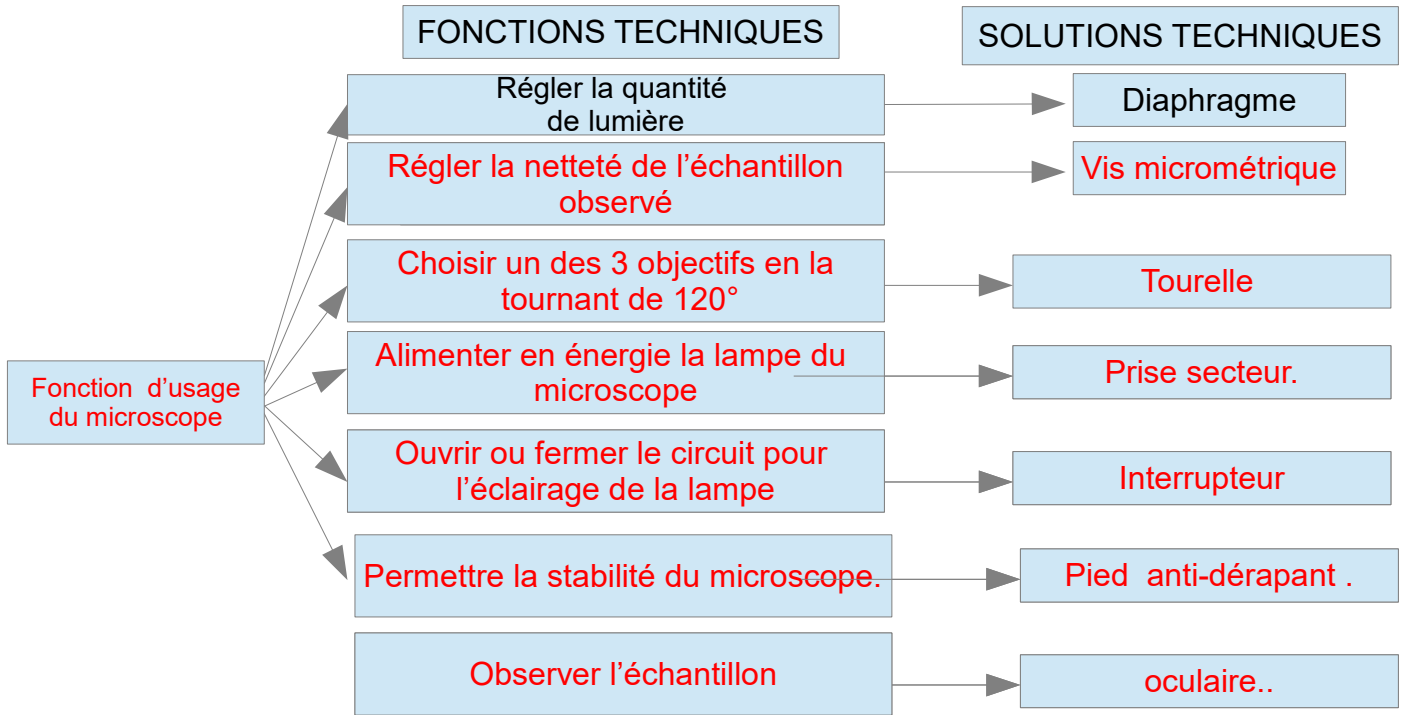 FONCTIONS TECHNIQUES
SOLUTIONS TECHNIQUES
Régler la quantité
de lumière
Diaphragme
Régler la netteté de l’échantillon
observé
Vis micrométrique
Choisir un des 3 objectifs en la
tournant de 120°
Tourelle
Fonction d’usage
du microscope
Alimenter en énergie la lampe du
microscope
Prise secteur.
Ouvrir ou fermer le circuit pour
l’éclairage de la lampe
Interrupteur
Permettre la stabilité du microscope.
Pied anti-dérapant .
Observer l’échantillon
oculaire..